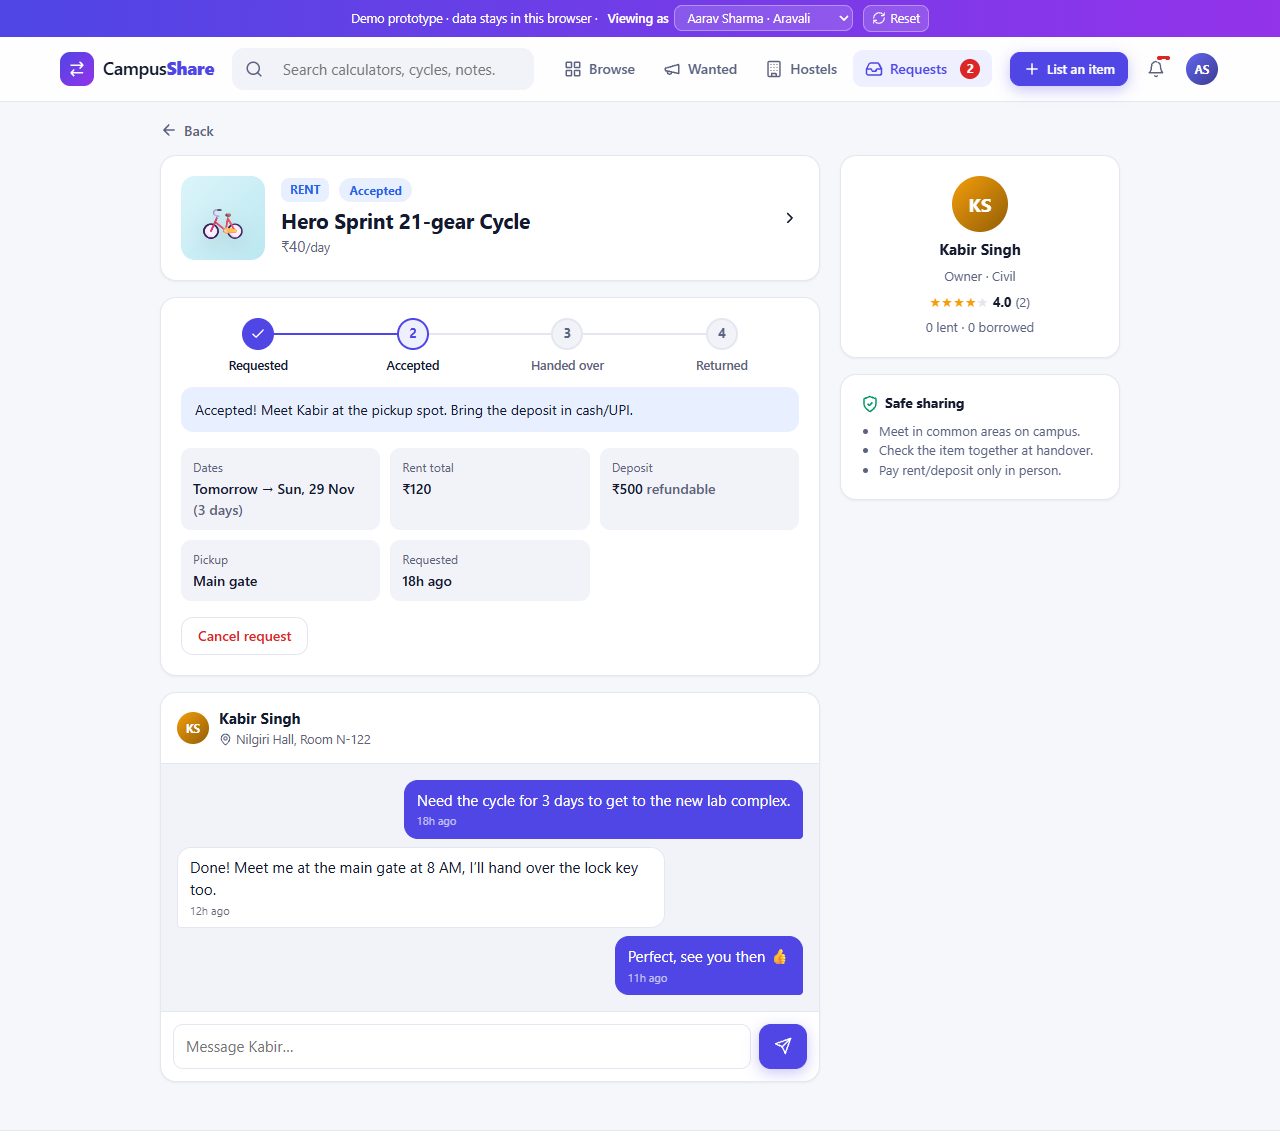 Demo prototype · data stays in this browser · Viewing as Aarav Sharma · Aravali Reset
CampusShare Search calculators, cycles, notes. Browse Wanted Hostels Requests 2 List an item AS
Back
RENT Accepted
Hero Sprint 21-gear Cycle
₹40/day
KS
Kabir Singh
Owner · Civil
4.0 (2)
0 lent · 0 borrowed
2 3 4
Requested Accepted Handed over Returned
Accepted! Meet Kabir at the pickup spot. Bring the deposit in cash/UPI.
Safe sharing
Meet in common areas on campus.
Check the item together at handover.
Pay rent/deposit only in person.
Dates
Tomorrow → Sun, 29 Nov
(3 days)
Rent total
₹120
Deposit
₹500 refundable
Pickup
Main gate
Requested
18h ago
Cancel request
KS
Kabir Singh
Nilgiri Hall, Room N-122
Need the cycle for 3 days to get to the new lab complex.
18h ago
Done! Meet me at the main gate at 8 AM, I'll hand over the lock key
too.
12h ago
Perfect, see you then 👍
11h ago
Message Kabir...